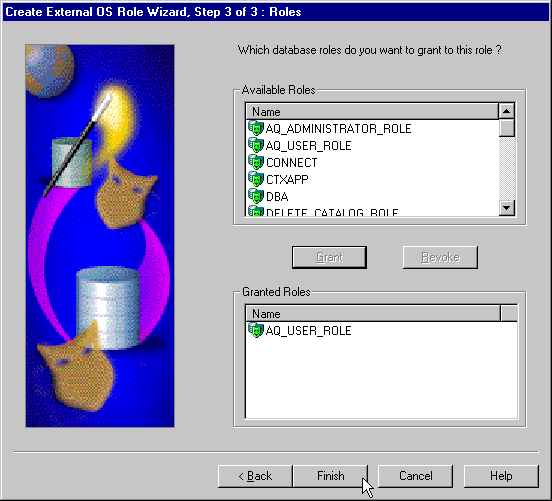 Create External OS Role Wizard, Step 3 of 3 : Roles
Which database roles do you want to grant to this role ?
Available Roles
Name
AQ_ADMINISTRATOR_ROLE
AQ_USER_ROLE
CONNECT
CTXAPP
DBA
DELETE_CATALOG_ROLE
Grant
Revoke
Granted Roles
Name
AQ_USER_ROLE
< Back
Finish
Cancel
Help